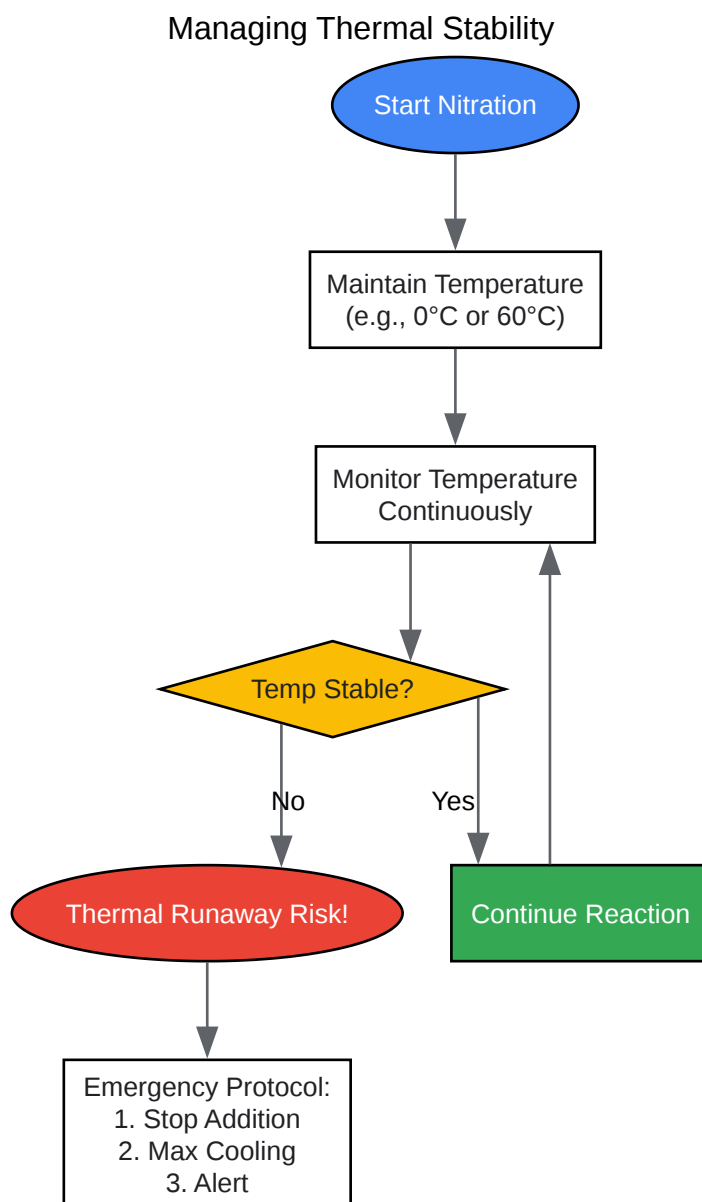 Managing Thermal Stability
Start Nitration
Maintain Temperature
(e.g., 0°C or 60°C)
Monitor Temperature
Continuously
Temp Stable?
No
Yes
Thermal Runaway Risk!
Continue Reaction
Emergency Protocol:
1. Stop Addition
2. Max Cooling
3. Alert